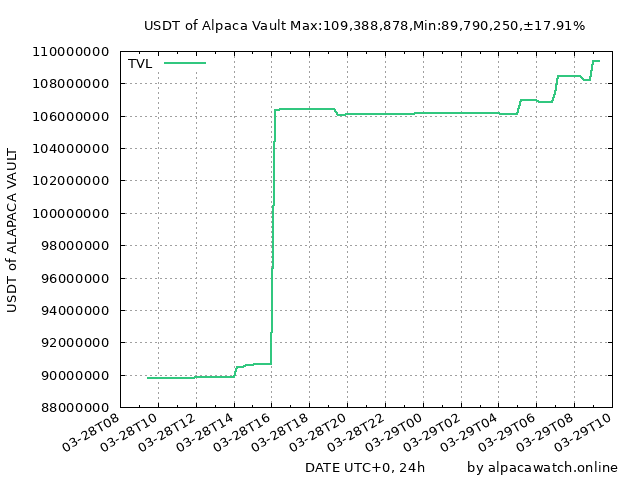 USDT of Alpaca Vault Max:109,388,878,Min:89,790,250,±17.91%
TVL
110000000
108000000
106000000
104000000
102000000
100000000
98000000
96000000
94000000
92000000
90000000
88000000
USDT of ALAPACA VAULT
03-28T08
03-28T10
03-28T12
03-28T14
03-28T16
03-28T18
03-28T20
03-28T22
03-29T00
03-29T02
03-29T04
03-29T06
03-29T08
03-29T10
DATE UTC+0, 24h
by alpacawatch.online